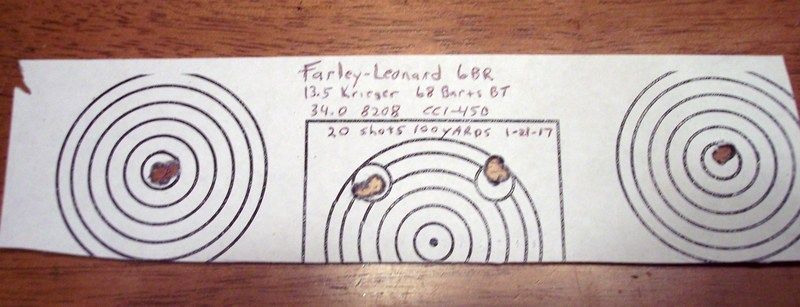 Farley-Leonard 6BR
13.5 Krieger 68 Barts BT
34.0 8208 CCI-450
20 shots 100 YARDS 1-21-17